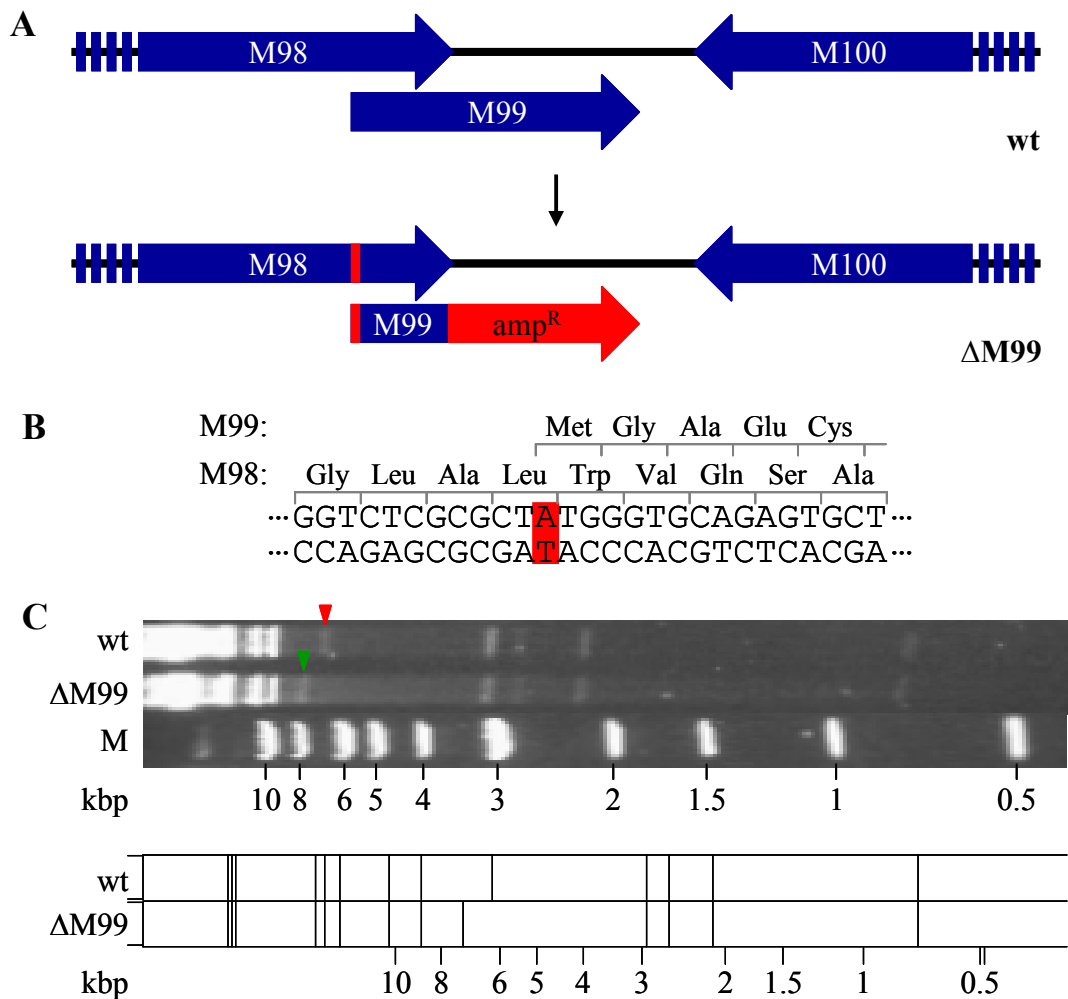 A
M98
M100
M99
wt
M98
M100
M99
ampR
ΔM99
B
M99:
Met Gly Ala Glu Cys
M98:
Gly Leu Ala Leu Trp Val Gln Ser Ala
···GGTCTCGCGCTATGGGTGCAGAGTGCT···
···CCAGAGCGCGATACCCACGTCTCACGA···
C
wt
ΔM99
M
kbp 10 8 6 5 4 3 2 1.5 1 0.5
wt
ΔM99
kbp 10 8 6 5 4 3 2 1.5 1 0.5